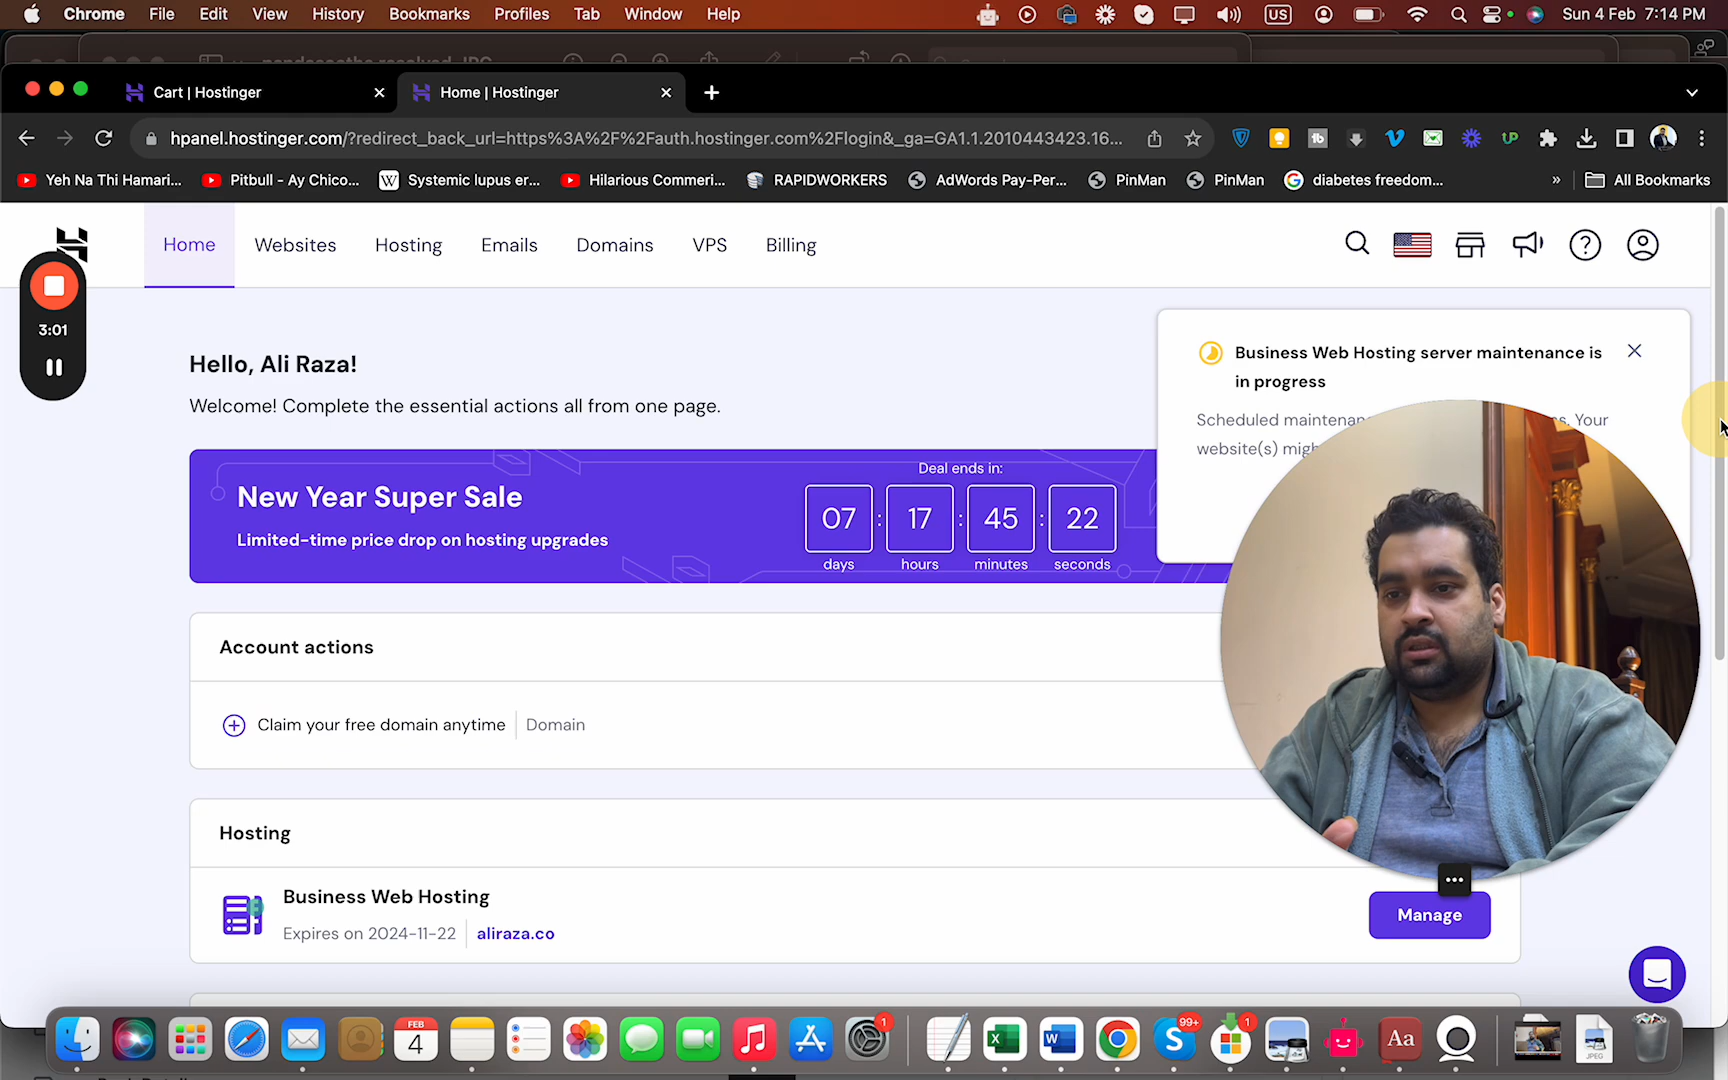 Chrome File Edit View History Bookmarks Profiles Tab Window Help US Sun 4 Feb 7:14 PM
Cart | Hostinger
Home | Hostinger
hpanel.hostinger.com/?redirect_back_url=https%3A%2F%2Fauth.hostinger.com%2Flogin&_ga=GA1.1.2010443423.16...
Yeh Na Thi Hamari... Pitbull - Ay Chico... Systemic lupus er... Hilarious Commeri... RAPIDWORKERS AdWords Pay-Per... PinMan PinMan diabetes freedom... » All Bookmarks
Home Websites Hosting Emails Domains VPS Billing
3:01
Hello, Ali Raza!
Welcome! Complete the essential actions all from one page.
Business Web Hosting server maintenance is
in progress
Scheduled s. Your
website(s)
New Year Super Sale
Limited-time price drop on hosting upgrades
Deal ends in:
07 : 17 : 45 : 22
days hours minutes seconds
Account actions
Claim your free domain anytime Domain
Hosting
Business Web Hosting
Expires on 2024-11-22 aliraza.co
Manage
FEB
4
99+
1
1
Aa
JPEG